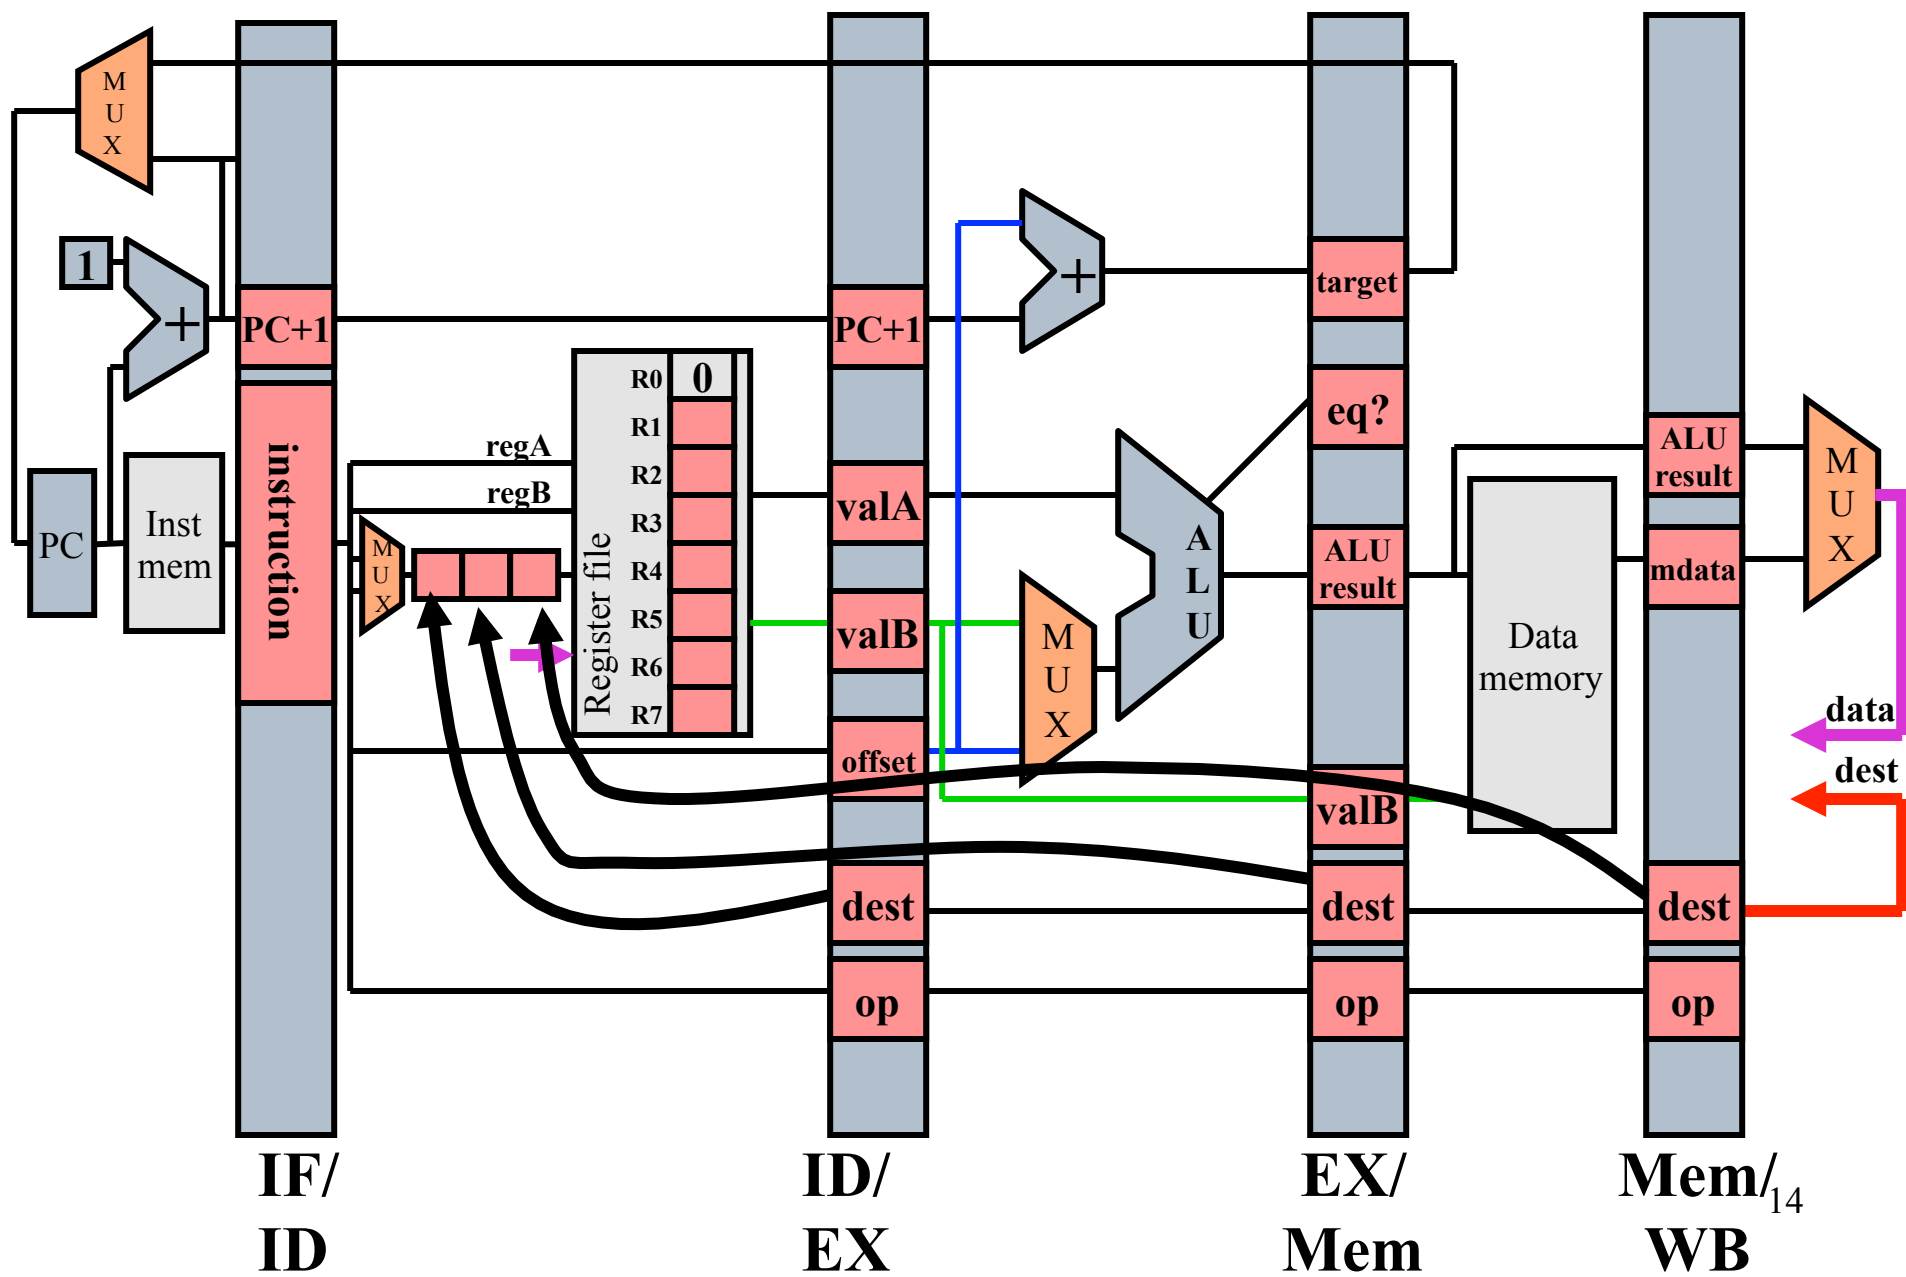 M
U
X
1
+
PC+1
instruction
PC
Inst
mem
regA
regB
M
U
X
Register file
R0
0
R1
R2
R3
R4
R5
R6
R7
PC+1
valA
valB
offset
dest
op
+
M
U
X
A
L
U
target
eq?
ALU
result
valB
dest
op
Data
memory
ALU
result
mdata
dest
op
M
U
X
data
dest
IF/
ID
ID/
EX
EX/
Mem
Mem/
WB
14